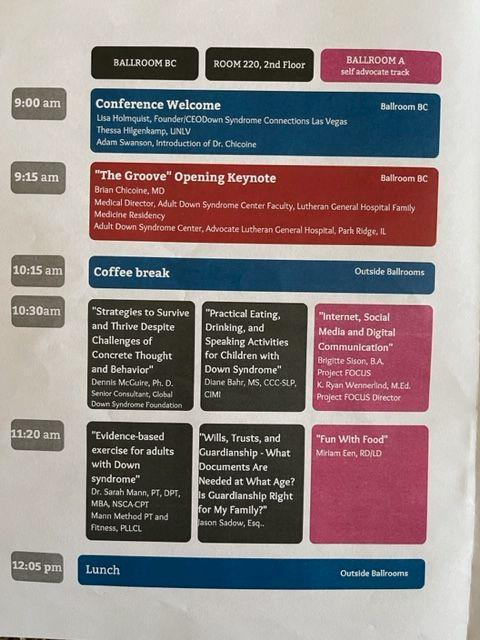 BALLROOM BC
ROOM 220, 2nd Floor
BALLROOM A
self advocate track
9:00 am
Conference Welcome
Ballroom BC
Lisa Holmquist, Founder/CEODown Syndrome Connections Las Vegas
Thessa Hilgenkamp, UNLV
Adam Swanson, Introduction of Dr. Chicoine
9:15 am
"The Groove" Opening Keynote
Ballroom BC
Brian Chicoine, MD
Medical Director, Adult Down Syndrome Center Faculty, Lutheran General Hospital Family
Medicine Residency
Adult Down Syndrome Center, Advocate Lutheran General Hospital, Park Ridge, IL
10:15 am
Coffee break
Outside Ballrooms
10:30am
"Strategies to Survive
and Thrive Despite
Challenges of
Concrete Thought
and Behavior"
Dennis McGuire, Ph. D.
Senior Consultant, Global
Down Syndrome Foundation
"Practical Eating,
Drinking, and
Speaking Activities
for Children with
Down Syndrome"
Diane Bahr, MS, CCC-SLP,
CIMI
"Internet, Social
Media and Digital
Communication"
Brigitte Sison, B.A.
Project FOCUS
K. Ryan Wennerlind, M.Ed.
Project FOCUS Director
11:20 am
"Evidence-based
exercise for adults
with Down
syndrome"
Dr. Sarah Mann, PT, DPT,
MBA, NSCA-CPT
Mann Method PT and
Fitness, PLLCL
"Wills, Trusts, and
Guardianship - What
Documents Are
Needed at What Age?
Is Guardianship Right
for My Family?"
Jason Sadow, Esq..
"Fun With Food"
Miriam Een, RD/LD
12:05 pm
Lunch
Outside Ballrooms